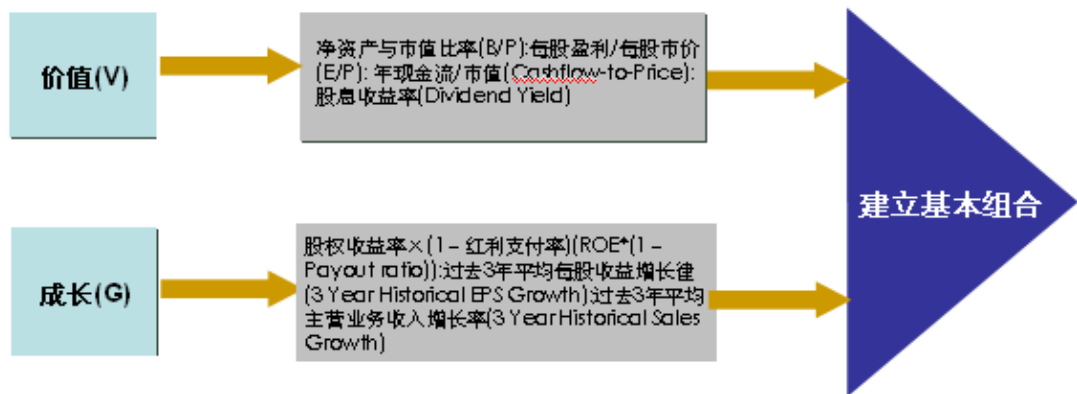 价值(V)
净资产与市值比率(B/P):每股盈利/每股市价
(E/P): 年现金流/市值(Cashflow-to-Price):
股息收益率(Dividend Yield)
建立基本组合
成长(G)
股权收益率×(1-红利支付率)(ROE*(1-
Payout ratio)):过去3年平均每股收益增长律
(3 Year Historical EPS Growth):过去3年平均
主营业务收入增长率(3 Year Historical Sales
Growth)